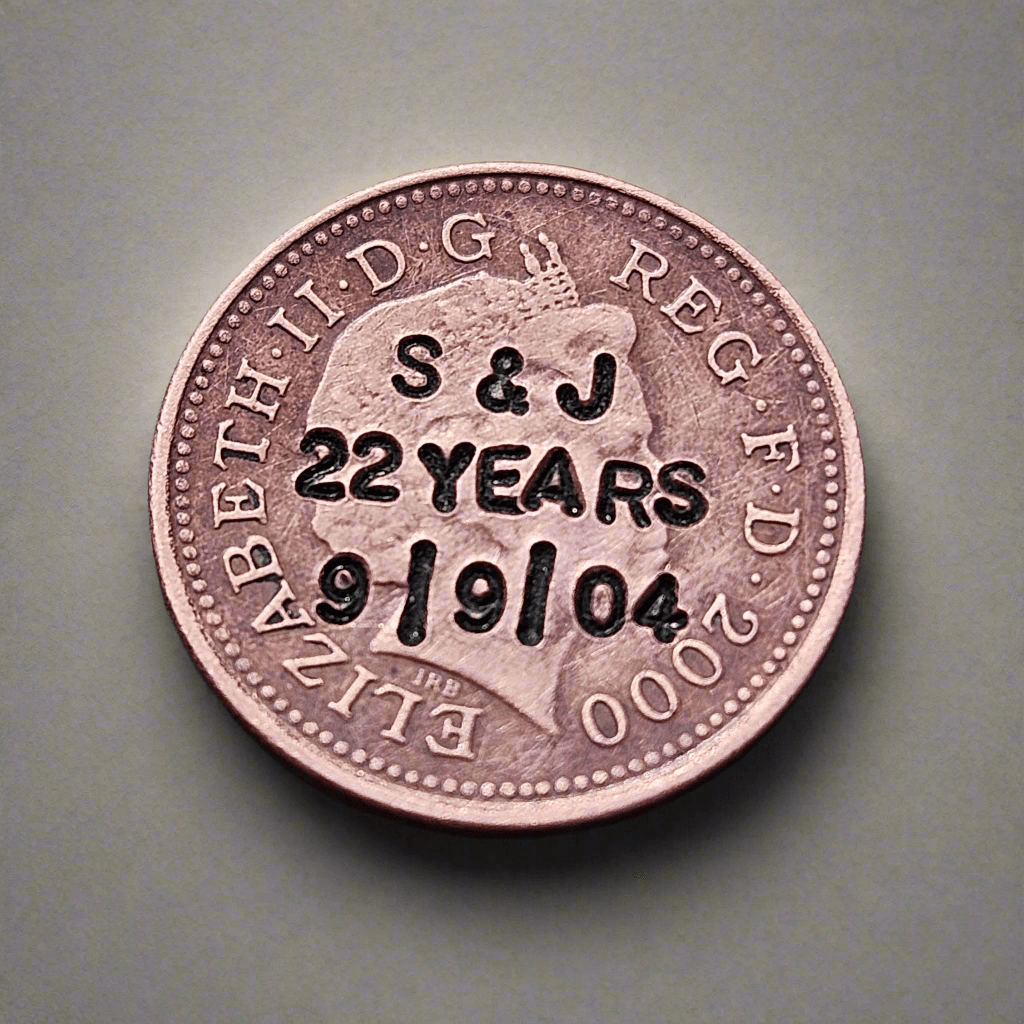 ELIZABETH·II·D·G REG·F·D·2000
S & J
22 YEARS
9/9/04
IRB